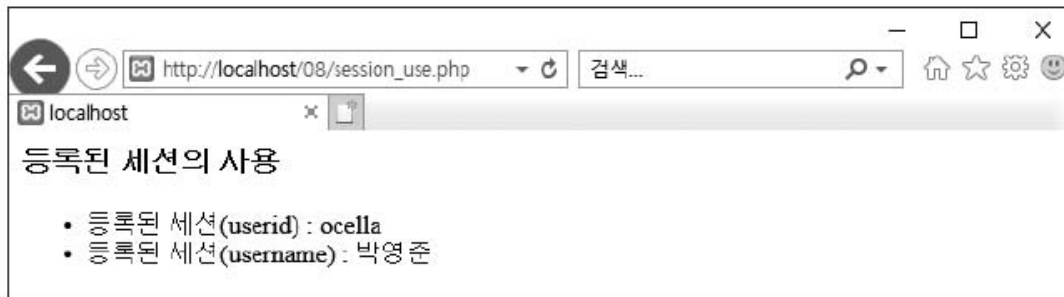 http://localhost/08/session_use.php
검색...
localhost
등록된 세션의 사용
• 등록된 세션(userid) : ocella
• 등록된 세션(username) : 박영준